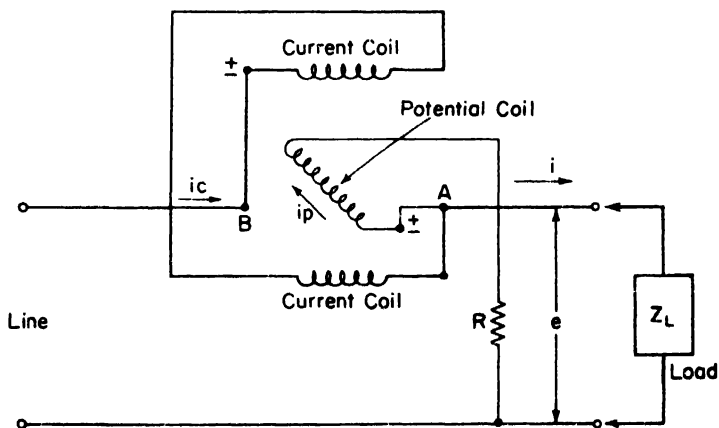 Current Coil
±
Potential Coil
ic
i
A
B
ip
±
Current Coil
Line
R
e
ZL
Load